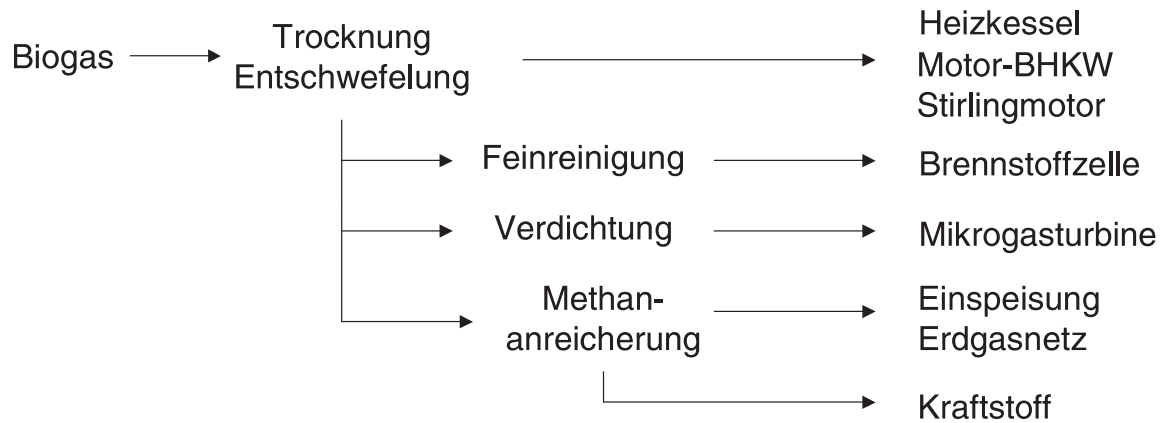 Biogas
Trocknung
Entschwefelung
Heizkessel
Motor-BHKW
Stirlingmotor
Feinreinigung
Brennstoffzelle
Verdichtung
Mikrogasturbine
Methan-
anreicherung
Einspeisung
Erdgasnetz
Kraftstoff